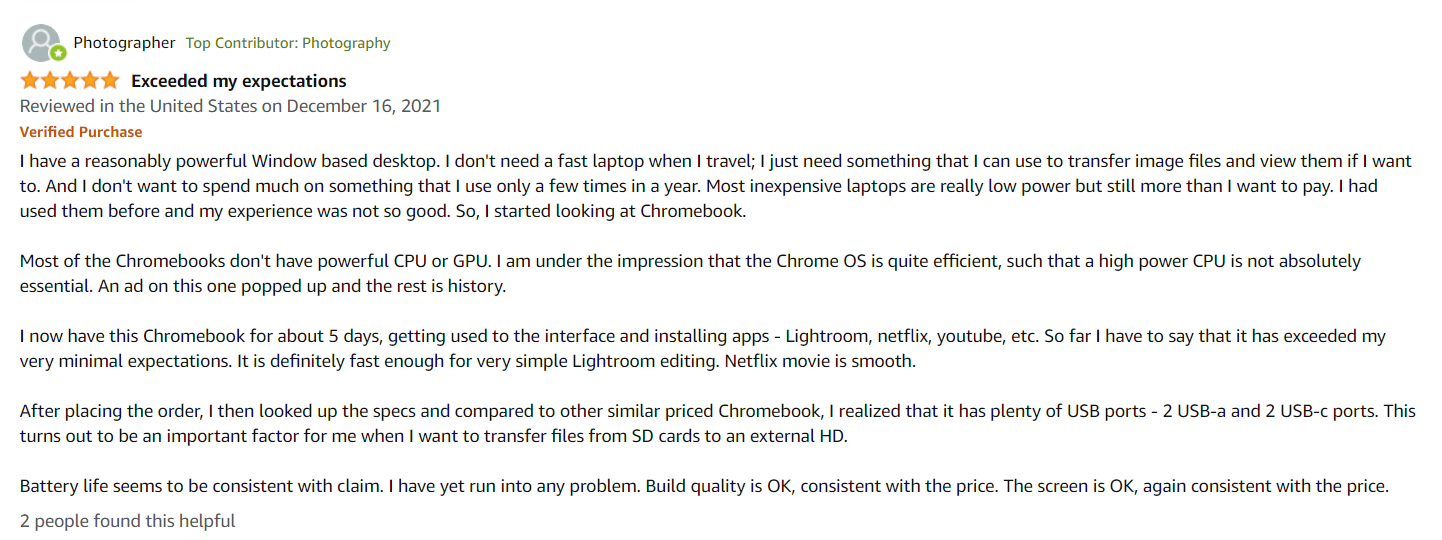 Photographer Top Contributor: Photography
Exceeded my expectations
Reviewed in the United States on December 16, 2021
Verified Purchase
I have a reasonably powerful Window based desktop. I don't need a fast laptop when I travel; I just need something that I can use to transfer image files and view them if I want
to. And I don't want to spend much on something that I use only a few times in a year. Most inexpensive laptops are really low power but still more than I want to pay. I had
used them before and my experience was not so good. So, I started looking at Chromebook.
Most of the Chromebooks don't have powerful CPU or GPU. I am under the impression that the Chrome OS is quite efficient, such that a high power CPU is not absolutely
essential. An ad on this one popped up and the rest is history.
I now have this Chromebook for about 5 days, getting used to the interface and installing apps - Lightroom, netflix, youtube, etc. So far I have to say that it has exceeded my
very minimal expectations. It is definitely fast enough for very simple Lightroom editing. Netflix movie is smooth.
After placing the order, I then looked up the specs and compared to other similar priced Chromebook, I realized that it has plenty of USB ports - 2 USB-a and 2 USB-c ports. This
turns out to be an important factor for me when I want to transfer files from SD cards to an external HD.
Battery life seems to be consistent with claim. I have yet run into any problem. Build quality is OK, consistent with the price. The screen is OK, again consistent with the price.
2 people found this helpful